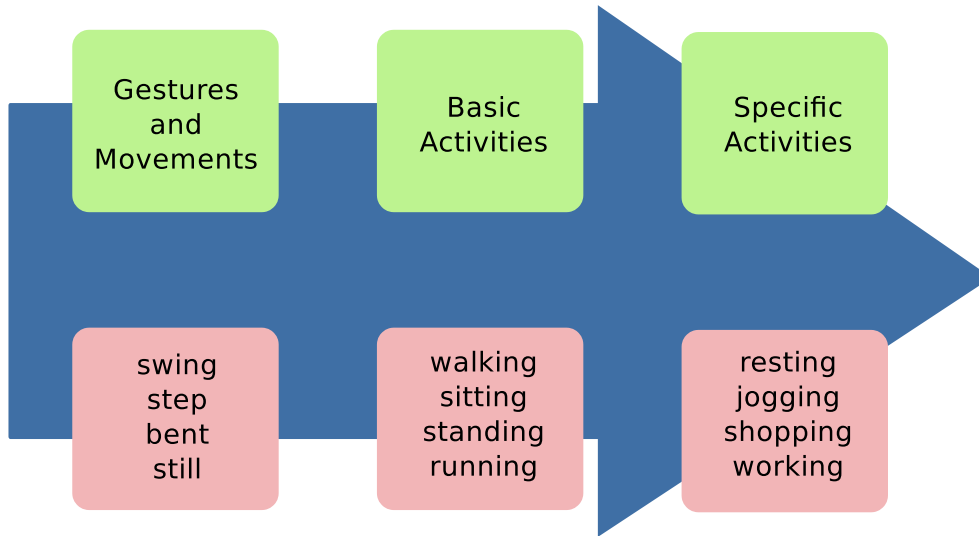 Gestures
and
Movements
Basic
Activities
Specific
Activities
swing
step
bent
still
walking
sitting
standing
running
resting
jogging
shopping
working